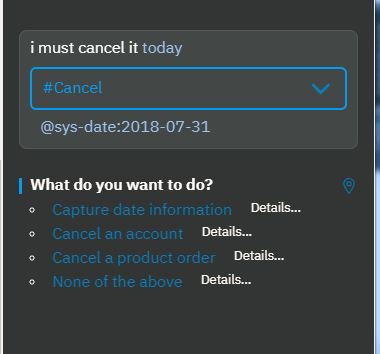 i must cancel it today
#Cancel
@sys-date:2018-07-31
What do you want to do?
Capture date information Details...
Cancel an account Details...
Cancel a product order Details...
None of the above Details...